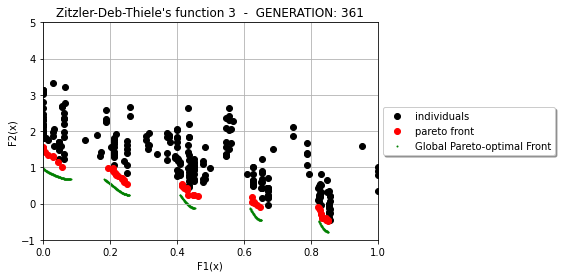 Zitzler-Deb-Thiele's function 3 - GENERATION: 361
5
4
3
2
1
0
−1
F2(x)
0.0 0.2 0.4 0.6 0.8 1.0
F1(x)
individuals
pareto front
Global Pareto-optimal Front